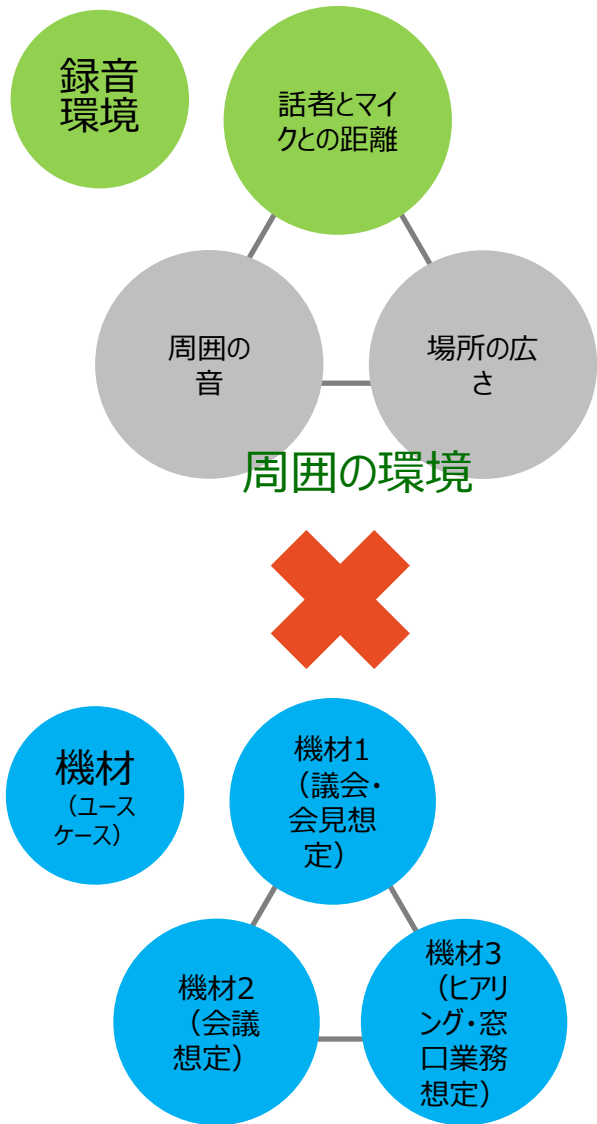 録音
環境
話者とマイ
クとの距離
周囲の
音
場所の広
さ
周囲の環境
機材
（ユース
ケース）
機材1
（議会・
会見想
定）
機材2
（会議
想定）
機材3
（ヒアリ
ング・窓
口業務
想定）